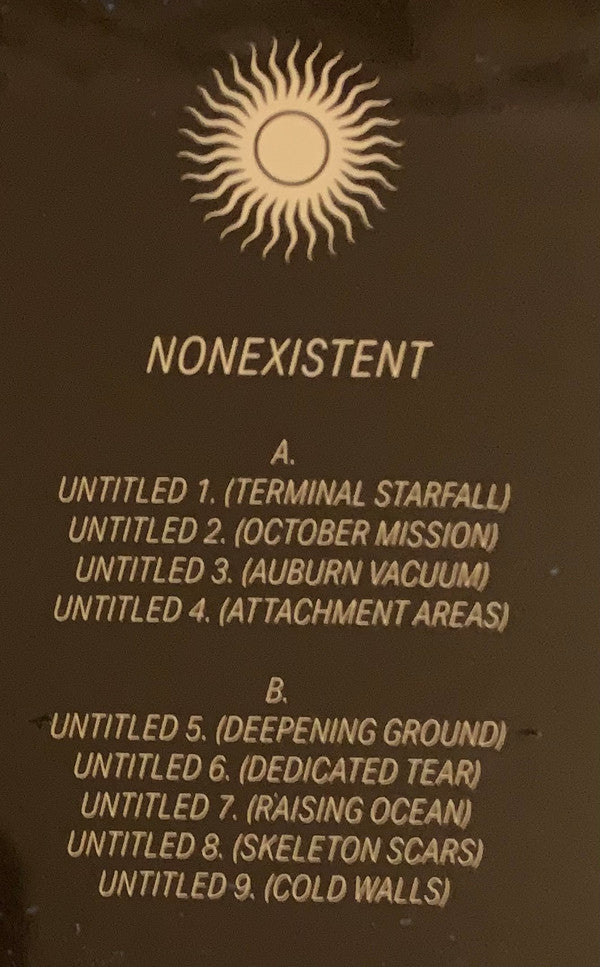 NONEXISTENT
A.
UNTITLED 1. (TERMINAL STARFALL)
UNTITLED 2. (OCTOBER MISSION)
UNTITLED 3. (AUBURN VACUUM)
UNTITLED 4. (ATTACHMENT AREAS)
B.
UNTITLED 5. (DEEPENING GROUND)
UNTITLED 6. (DEDICATED TEAR)
UNTITLED 7. (RAISING OCEAN)
UNTITLED 8. (SKELETON SCARS)
UNTITLED 9. (COLD WALLS)